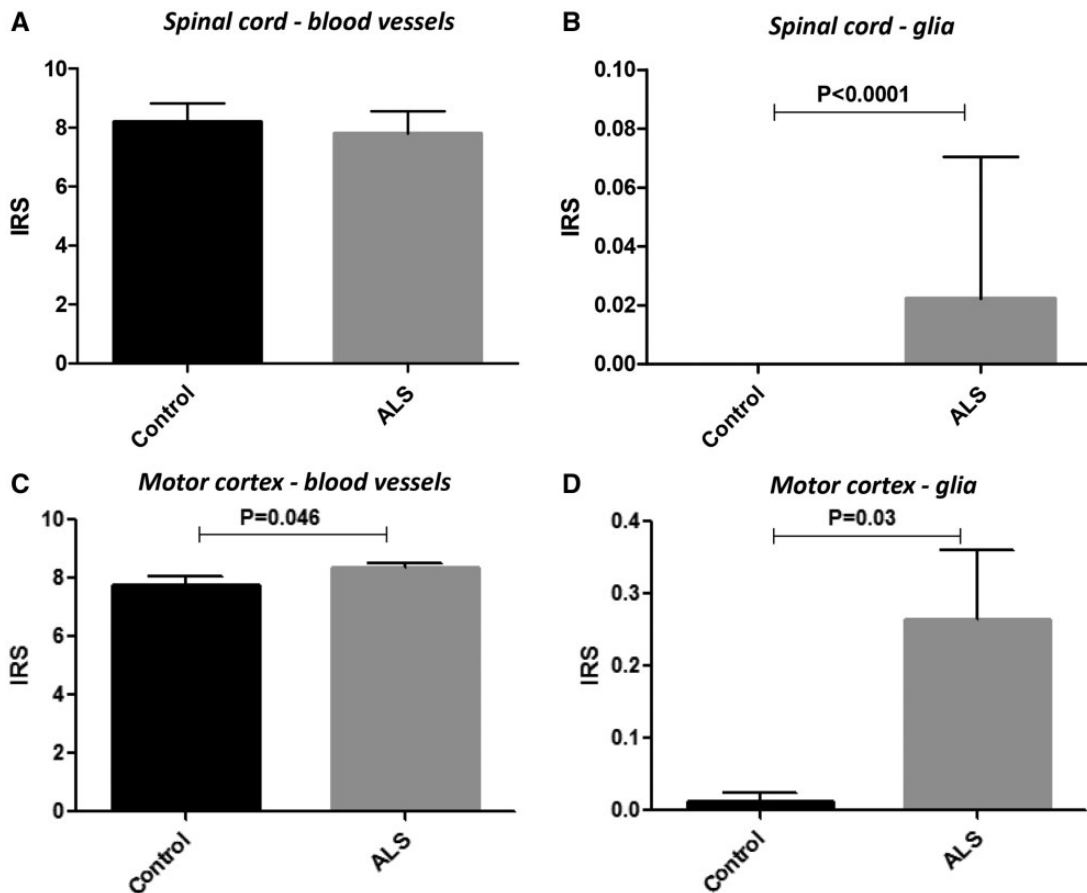 A
Spinal cord - blood vessels
10
8
6
4
2
0
IRS
Control
ALS
B
Spinal cord - glia
P<0.0001
0.10
0.08
0.06
0.04
0.02
0.00
IRS
Control
ALS
C
Motor cortex - blood vessels
P=0.046
10
8
6
4
2
0
IRS
Control
ALS
D
Motor cortex - glia
P=0.03
0.4
0.3
0.2
0.1
0.0
IRS
Control
ALS